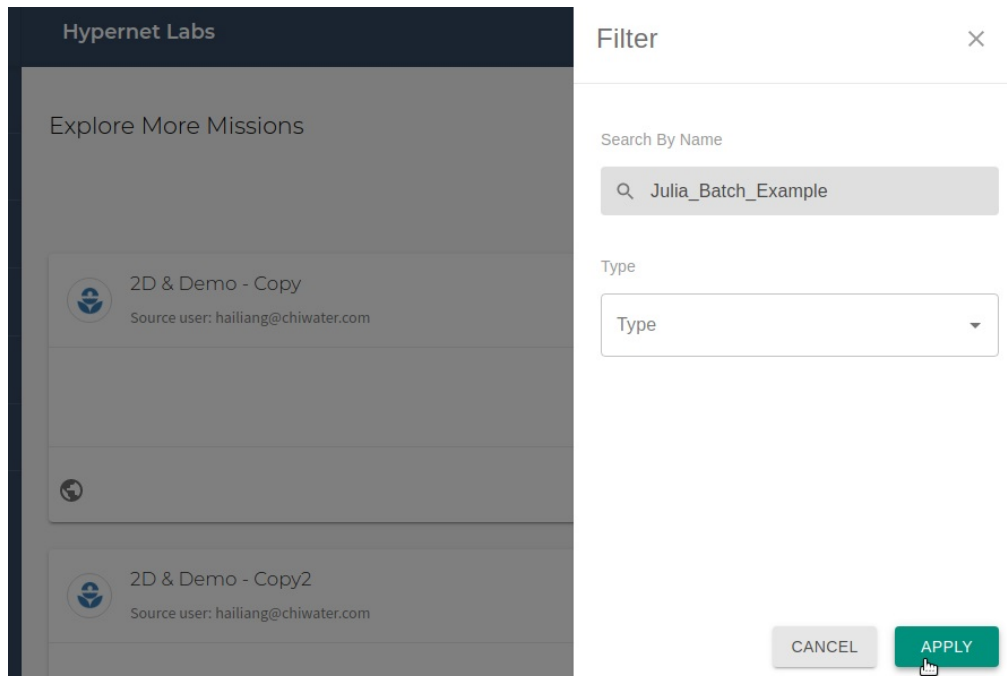 Hypernet Labs
Explore More Missions
2D & Demo - Copy
Source user: hailiang@chiwater.com
2D & Demo - Copy2
Source user: hailiang@chiwater.com
Filter
Search By Name
Julia_Batch_Example
Type
Type
CANCEL
APPLY